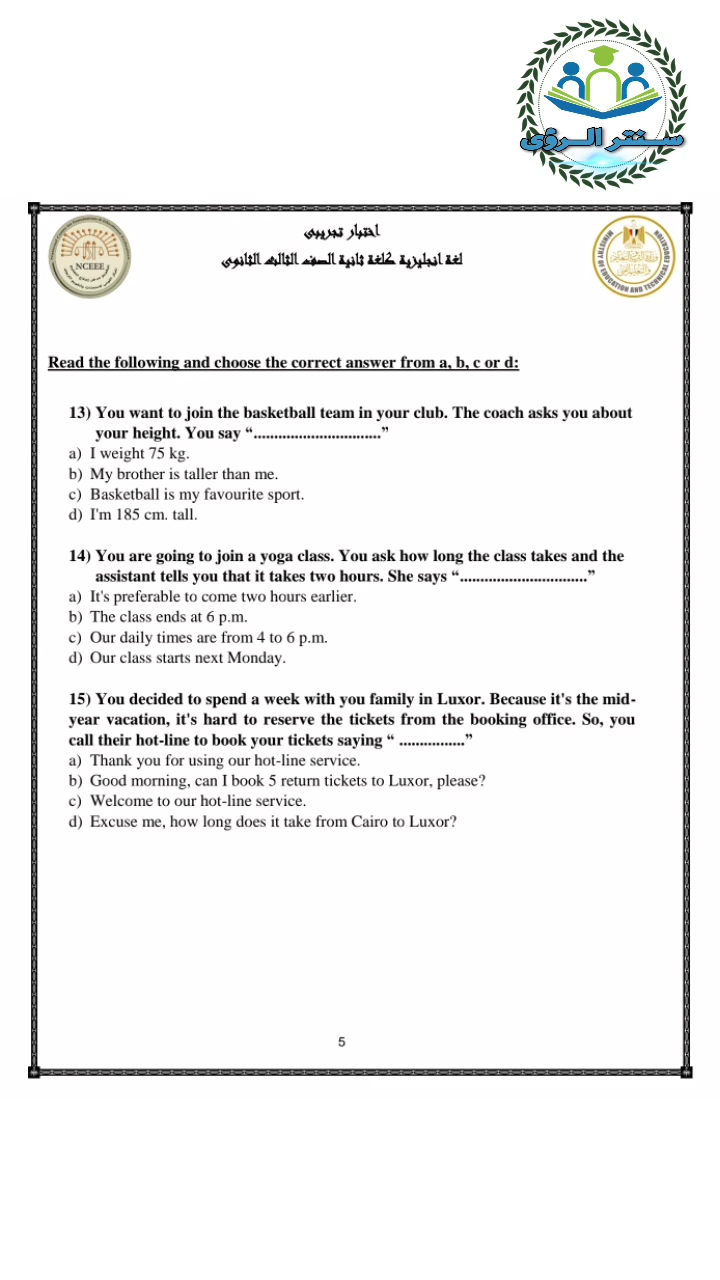 سنتر الرؤى
اختبار تجريبى
لغة انجليزية كلغة ثانية الصف الثالث الثانوى
NCEEE
MINISTRY OF EDUCATION AND TECHNICAL EDUCATION
Read the following and choose the correct answer from a, b, c or d:
13) You want to join the basketball team in your club. The coach asks you about
your height. You say “...............................”
a) I weight 75 kg.
b) My brother is taller than me.
c) Basketball is my favourite sport.
d) I'm 185 cm. tall.
14) You are going to join a yoga class. You ask how long the class takes and the
assistant tells you that it takes two hours. She says “...............................”
a) It's preferable to come two hours earlier.
b) The class ends at 6 p.m.
c) Our daily times are from 4 to 6 p.m.
d) Our class starts next Monday.
15) You decided to spend a week with you family in Luxor. Because it's the mid-
year vacation, it's hard to reserve the tickets from the booking office. So, you
call their hot-line to book your tickets saying “ ................”
a) Thank you for using our hot-line service.
b) Good morning, can I book 5 return tickets to Luxor, please?
c) Welcome to our hot-line service.
d) Excuse me, how long does it take from Cairo to Luxor?
5